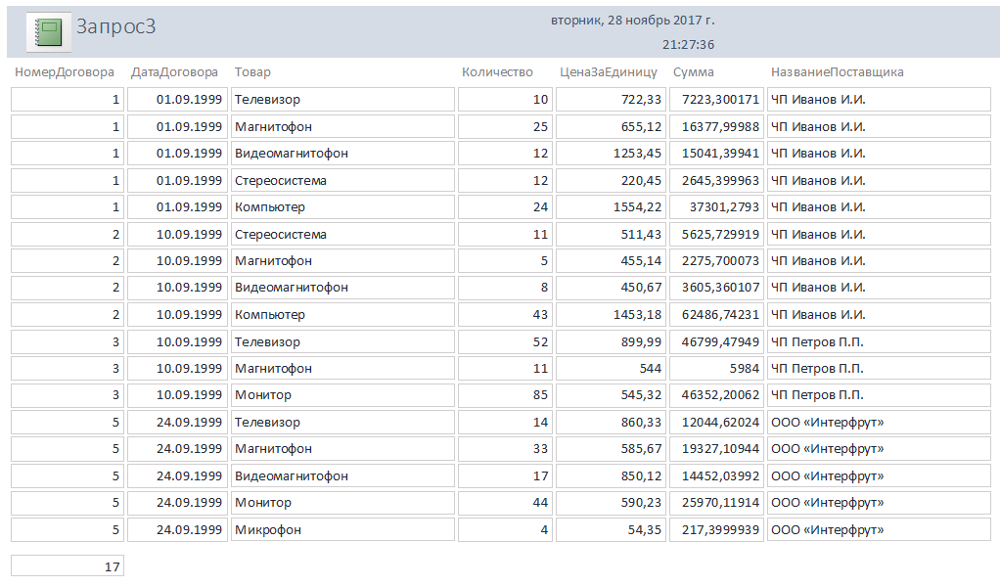 Запрос3
вторник, 28 ноябрь 2017 г.
21:27:36
НомерДоговора ДатаДоговора Товар Количество ЦенаЗаЕдиницу Сумма НазваниеПоставщика
1 01.09.1999 Телевизор 10 722,33 7223,300171 ЧП Иванов И.И.
1 01.09.1999 Магнитофон 25 655,12 16377,99988 ЧП Иванов И.И.
1 01.09.1999 Видеомагнитофон 12 1253,45 15041,39941 ЧП Иванов И.И.
1 01.09.1999 Стереосистема 12 220,45 2645,399963 ЧП Иванов И.И.
1 01.09.1999 Компьютер 24 1554,22 37301,2793 ЧП Иванов И.И.
2 10.09.1999 Стереосистема 11 511,43 5625,729919 ЧП Иванов И.И.
2 10.09.1999 Магнитофон 5 455,14 2275,700073 ЧП Иванов И.И.
2 10.09.1999 Видеомагнитофон 8 450,67 3605,360107 ЧП Иванов И.И.
2 10.09.1999 Компьютер 43 1453,18 62486,74231 ЧП Иванов И.И.
3 10.09.1999 Телевизор 52 899,99 46799,47949 ЧП Петров П.П.
3 10.09.1999 Магнитофон 11 544 5984 ЧП Петров П.П.
3 10.09.1999 Монитор 85 545,32 46352,20062 ЧП Петров П.П.
5 24.09.1999 Телевизор 14 860,33 12044,62024 ООО «Интерфрут»
5 24.09.1999 Магнитофон 33 585,67 19327,10944 ООО «Интерфрут»
5 24.09.1999 Видеомагнитофон 17 850,12 14452,03992 ООО «Интерфрут»
5 24.09.1999 Монитор 44 590,23 25970,11914 ООО «Интерфрут»
5 24.09.1999 Микрофон 4 54,35 217,3999939 ООО «Интерфрут»
17